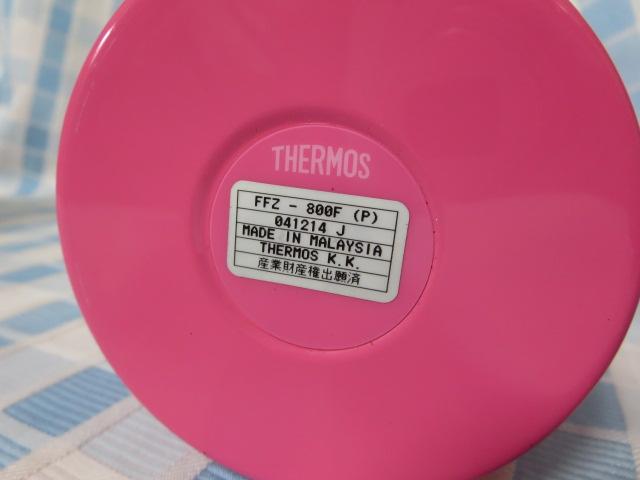 THERMOS
FFZ - 800F (P)
041214 J
MADE IN MALAYSIA
THERMOS K.K.
産業財産権出願済